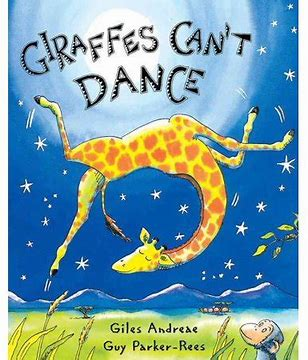 GIRAFFES CAN'T
DANCE
Giles Andreae
Guy Parker-Rees